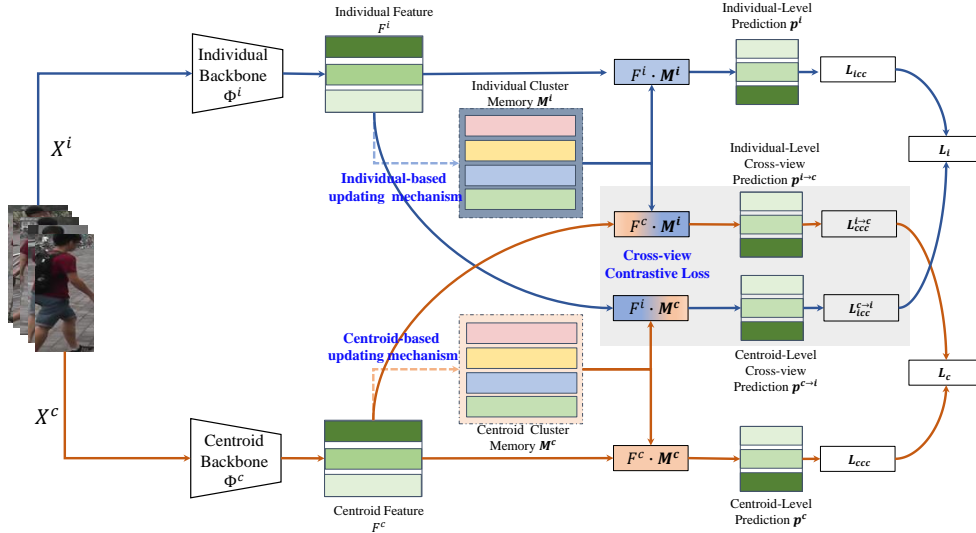 Individual Feature
F^i
Individual-Level
Prediction p^i
Individual
Backbone
Φ^i
F^i · M^i
L_icc
Individual Cluster
Memory M^i
X^i
L_i
Individual-Level
Cross-view
Prediction p^{i→c}
Individual-based
updating mechanism
F^c · M^i
L_ccc^{i→c}
Cross-view
Contrastive Loss
F^i · M^c
L_icc^{c→i}
Centroid-based
updating mechanism
Centroid-Level
Cross-view
Prediction p^{c→i}
L_c
X^c
Centroid Cluster
Memory M^c
Centroid
Backbone
Φ^c
F^c · M^c
L_ccc
Centroid Feature
F^c
Centroid-Level
Prediction p^c